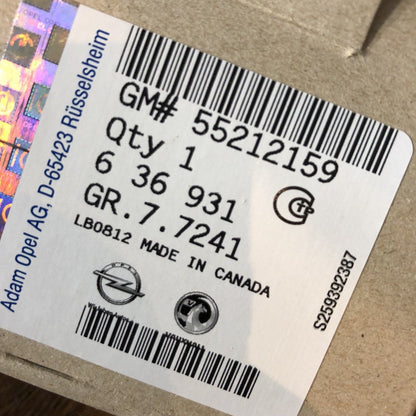 Adam Opel AG, D-65423 Rüsselsheim
GM# 55212159
Qty 1
6 36 931
GR.7.7241
LB0812 MADE IN CANADA
S259392387
VAUXHALL